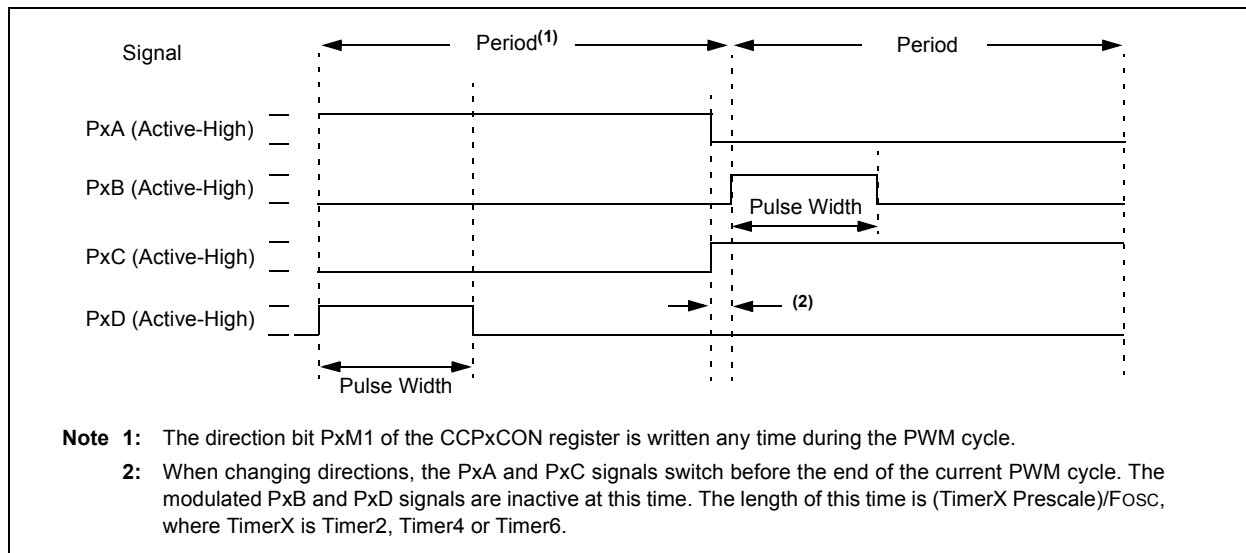 Signal
Period(1)
Period
PxA (Active-High)
PxB (Active-High)
Pulse Width
PxC (Active-High)
(2)
PxD (Active-High)
Pulse Width
Note 1: The direction bit PxM1 of the CCPxCON register is written any time during the PWM cycle.
2: When changing directions, the PxA and PxC signals switch before the end of the current PWM cycle. The
modulated PxB and PxD signals are inactive at this time. The length of this time is (TimerX Prescale)/FOSC,
where TimerX is Timer2, Timer4 or Timer6.